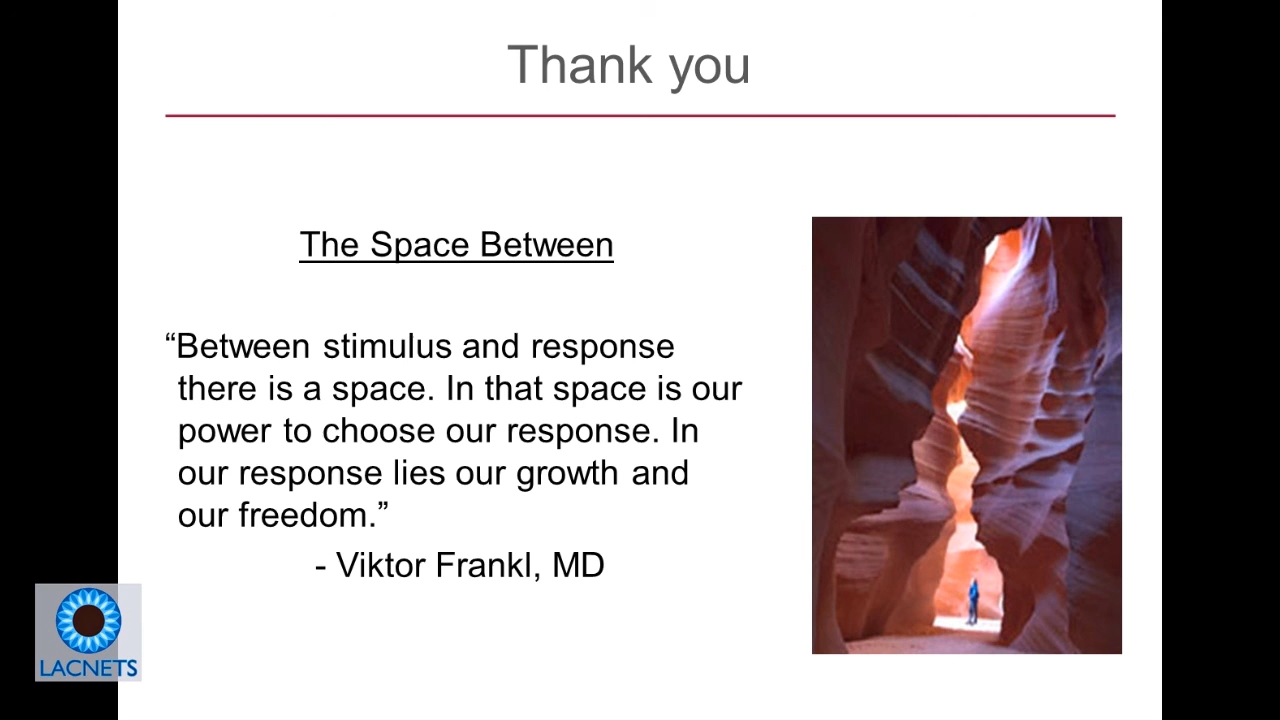 Thank you
The Space Between
“Between stimulus and response
there is a space. In that space is our
power to choose our response. In
our response lies our growth and
our freedom.”
- Viktor Frankl, MD
LACNETS